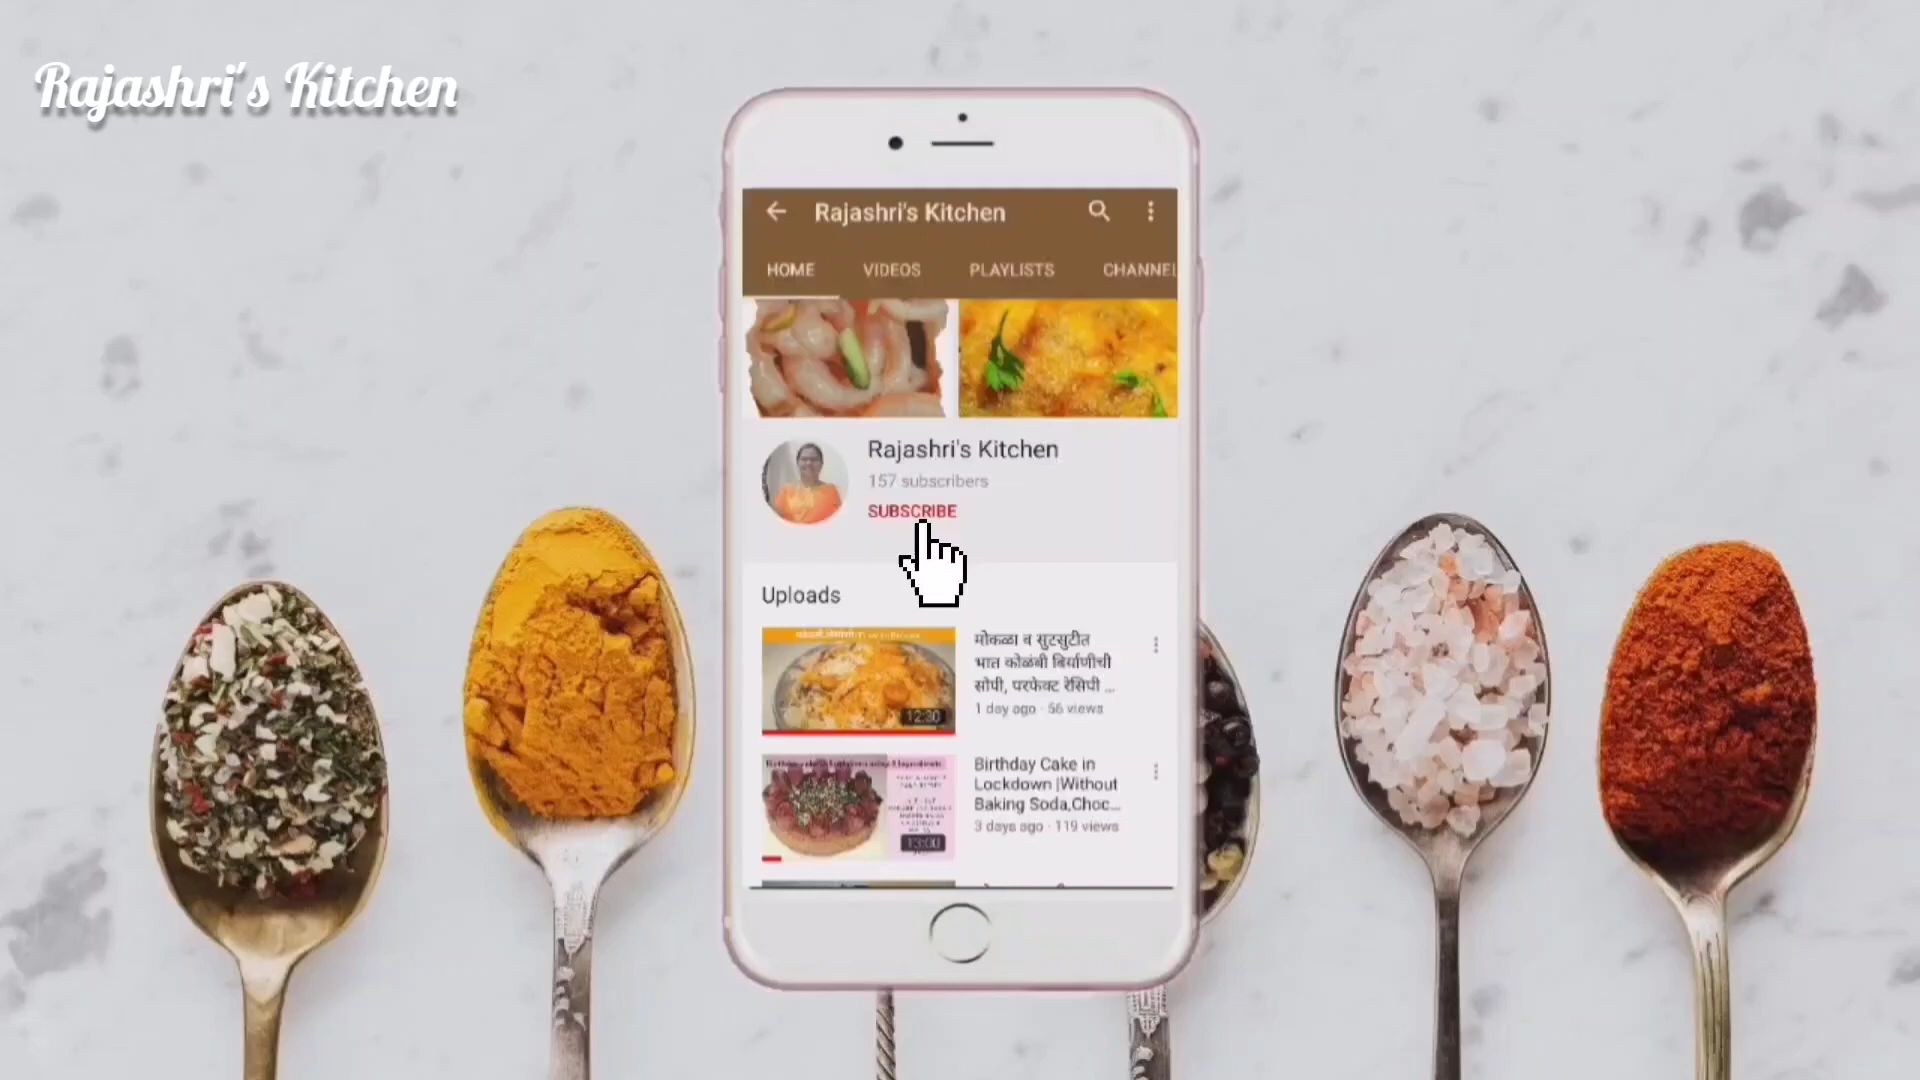 Rajashri's Kitchen
Rajashri's Kitchen
HOME VIDEOS PLAYLISTS CHANNEL
Rajashri's Kitchen
157 subscribers
SUBSCRIBE
Uploads
मोकळा व सुटसुटीत
भात कोळंबी बिर्याणीची
सोपी, परफेक्ट रेसिपी ...
1 day ago · 56 views
12:30
Birthday Cake in
Lockdown |Without
Baking Soda,Choc...
3 days ago · 119 views
13:00